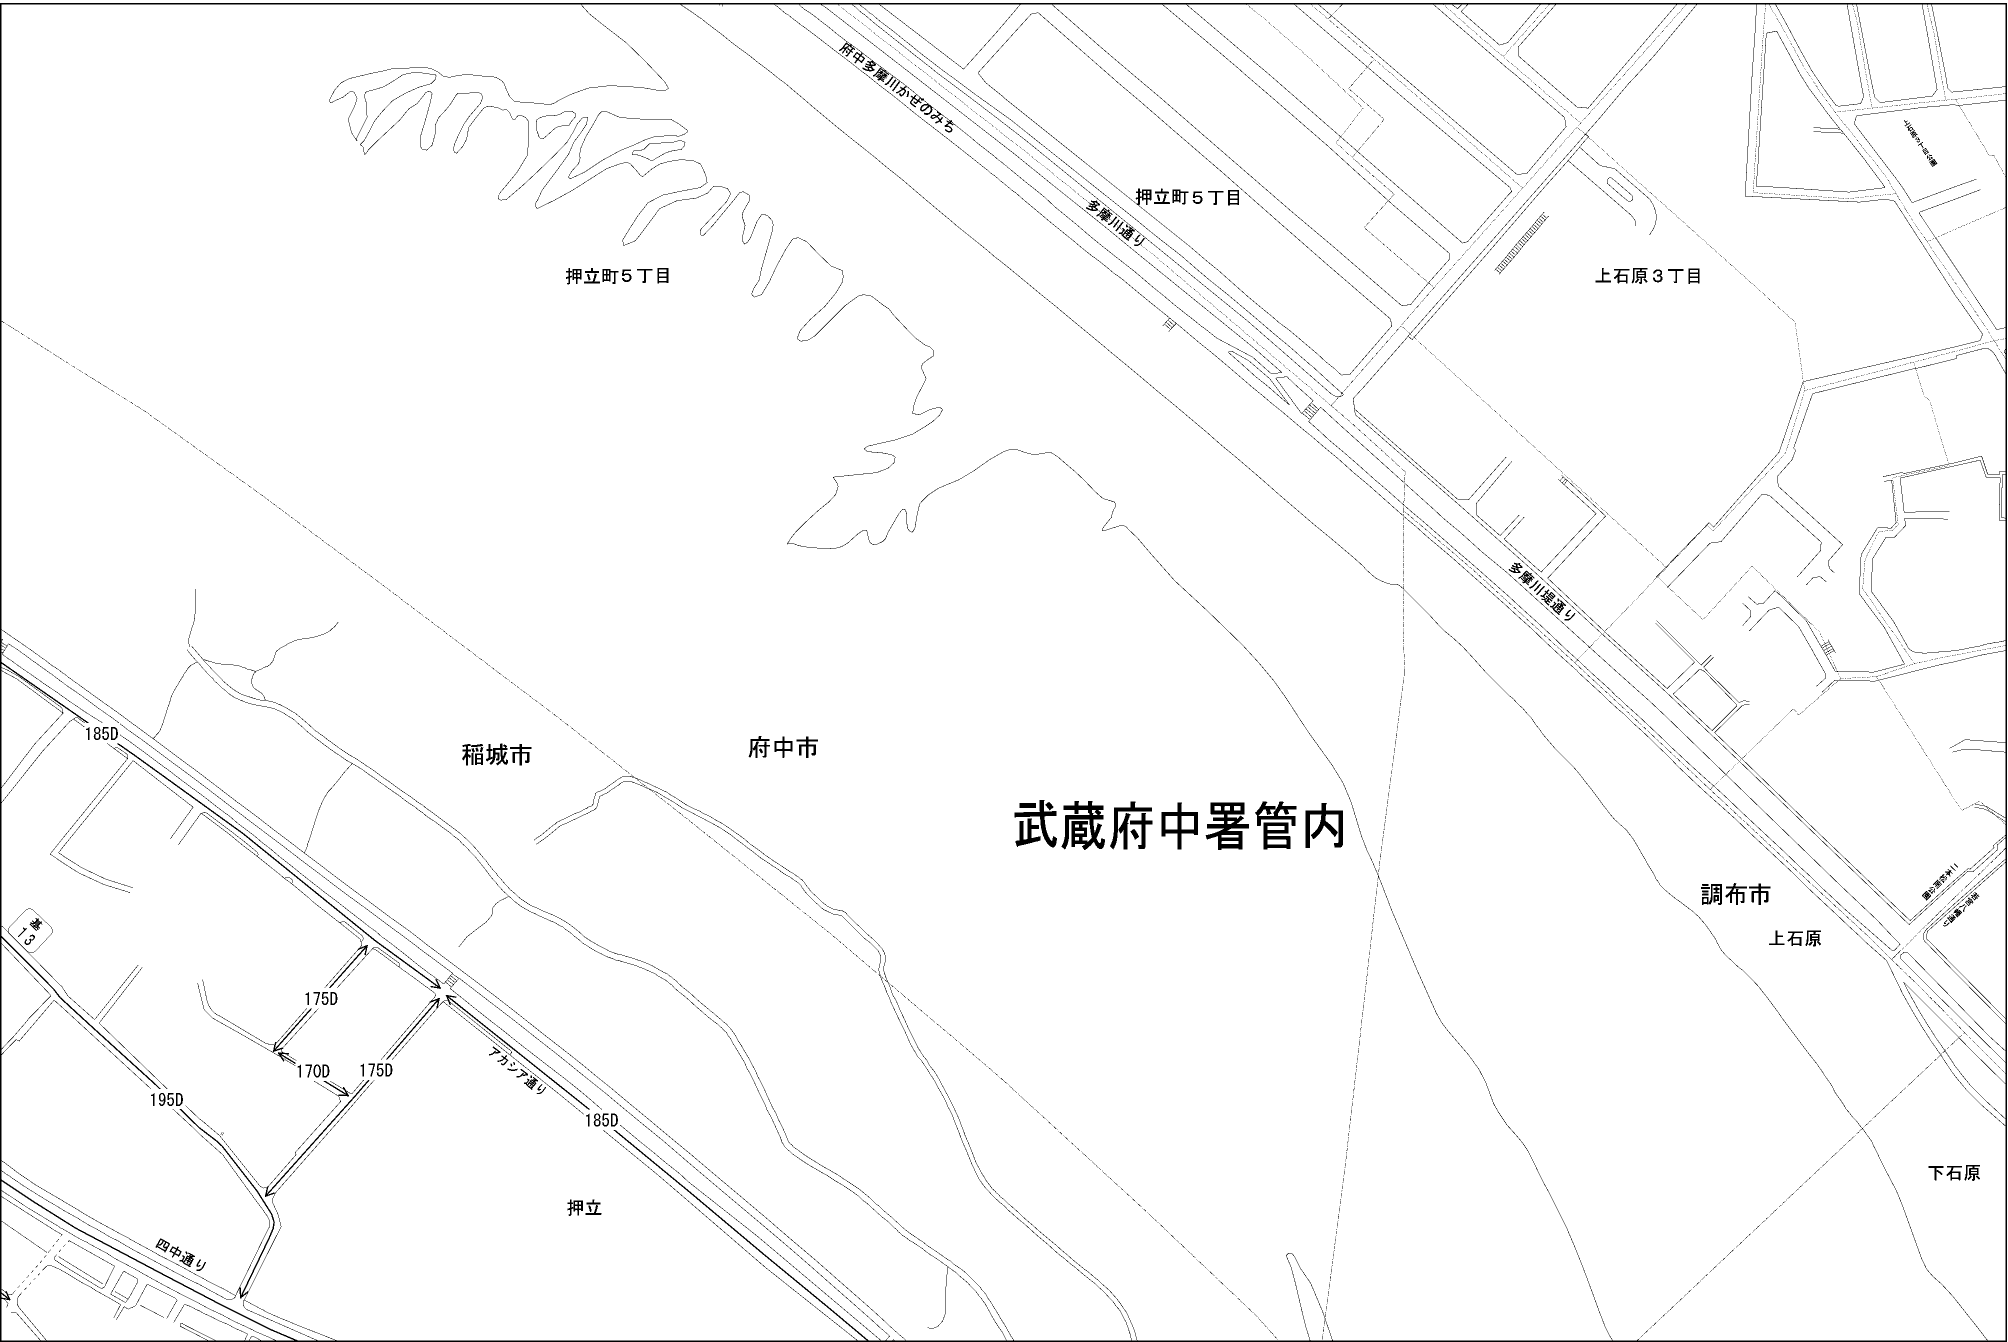 府中多摩川かぜのみち
押立町５丁目
多摩川通り
押立町５丁目
上石原３丁目
多摩川堤通り
185D
稲城市
府中市
武蔵府中署管内
調布市
上石原
基
13
175D
170D
175D
アカシア通り
195D
185D
下石原
押立
四中通り